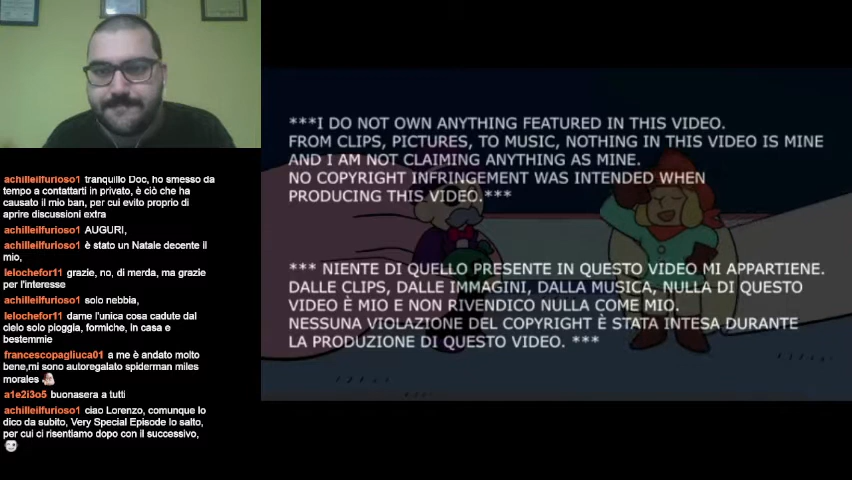 achilleilfurioso1 tranquillo Doc, ho smesso da
tempo a contattarti in privato, è ciò che ha
causato il mio ban, per cui evito proprio di
aprire discussioni extra
achilleilfurioso1 AUGURI,
achilleilfurioso1 è stato un Natale decente il
mio,
lelochefor11 grazie, no, di merda, ma grazie
per l'interesse
achilleilfurioso1 solo nebbia,
lelochefor11 dame l'unica cosa cadute dal
cielo solo pioggia, formiche, in casa e
bestemmie
francescopagliuca01 a me è andato molto
bene,mi sono autoregalato spiderman miles
morales
a1e2i3o5 buonasera a tutti
achilleilfurioso1 ciao Lorenzo, comunque lo
dico da subito, Very Special Episode lo salto,
per cui ci risentiamo dopo con il successivo,
***I DO NOT OWN ANYTHING FEATURED IN THIS VIDEO.
FROM CLIPS, PICTURES, TO MUSIC, NOTHING IN THIS VIDEO IS MINE
AND I AM NOT CLAIMING ANYTHING AS MINE.
NO COPYRIGHT INFRINGEMENT WAS INTENDED WHEN
PRODUCING THIS VIDEO.***
*** NIENTE DI QUELLO PRESENTE IN QUESTO VIDEO MI APPARTIENE.
DALLE CLIPS, DALLE IMMAGINI, DALLA MUSICA, NULLA DI QUESTO
VIDEO È MIO E NON RIVENDICO NULLA COME MIO.
NESSUNA VIOLAZIONE DEL COPYRIGHT È STATA INTESA DURANTE
LA PRODUZIONE DI QUESTO VIDEO. ***